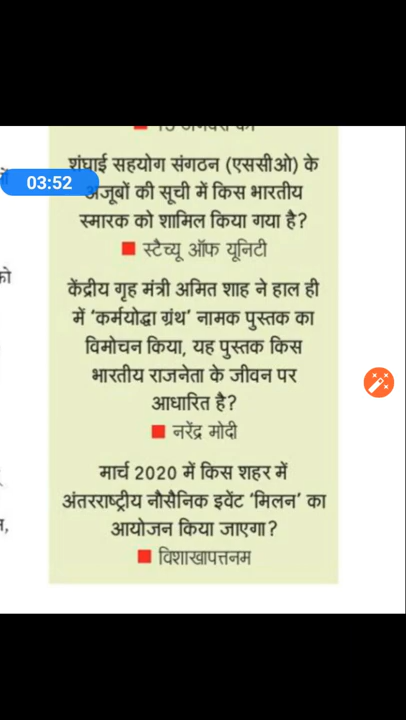 शंघाई सहयोग संगठन (एससीओ) के
03:52
अजूबों की सूची में किस भारतीय
स्मारक को शामिल किया गया है?
स्टैच्यू ऑफ यूनिटी
को
केंद्रीय गृह मंत्री अमित शाह ने हाल ही
में ‘कर्मयोद्धा ग्रंथ’ नामक पुस्तक का
विमोचन किया, यह पुस्तक किस
भारतीय राजनेता के जीवन पर
आधारित है?
नरेंद्र मोदी
मार्च 2020 में किस शहर में
अंतरराष्ट्रीय नौसैनिक इवेंट ‘मिलन’ का
आयोजन किया जाएगा?
विशाखापत्तनम